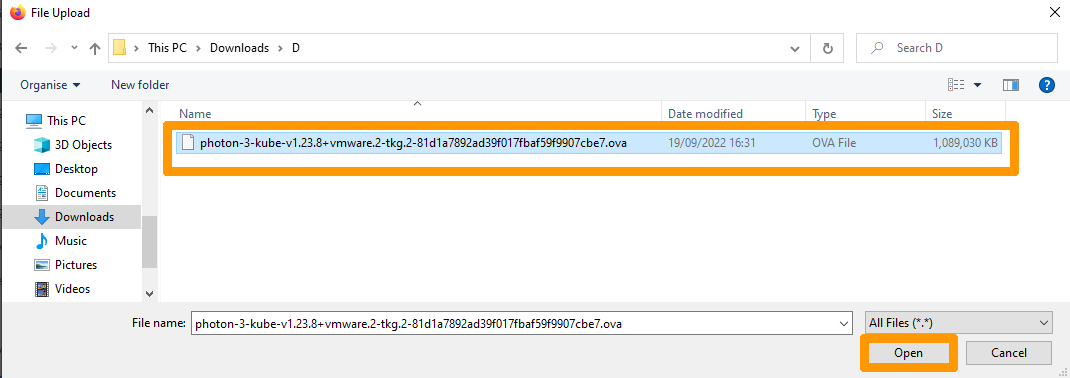 File Upload
This PC > Downloads > D
Search D
Organise New folder
Name Date modified Type Size
This PC
3D Objects
Desktop
Documents
Downloads
Music
Pictures
Videos
photon-3-kube-v1.23.8+vmware.2-tkg.2-81d1a7892ad39f017fbaf59f9907cbe7.ova 19/09/2022 16:31 OVA File 1,089,030 KB
File name: photon-3-kube-v1.23.8+vmware.2-tkg.2-81d1a7892ad39f017fbaf59f9907cbe7.ova All Files (*.*)
Open Cancel